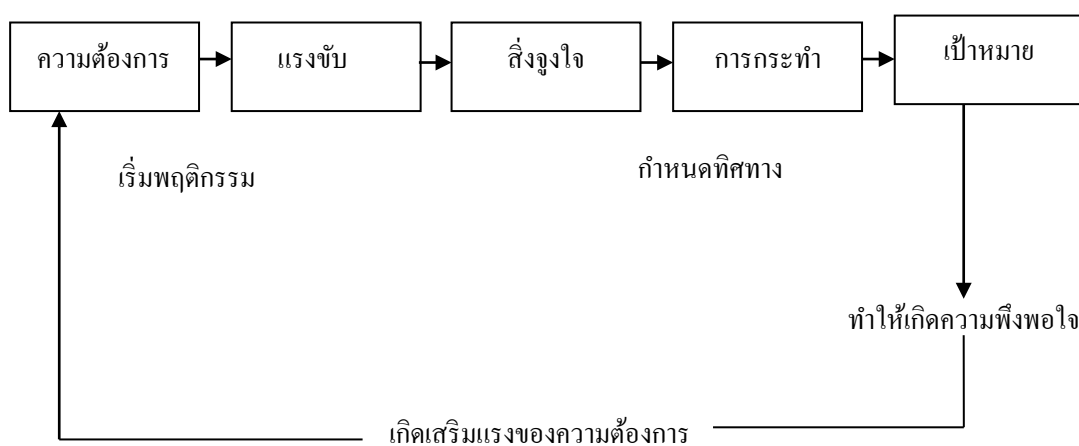 ความต้องการ
แรงขับ
สิ่งจูงใจ
การกระทำ
เป้าหมาย
เริ่มพฤติกรรม
กำหนดทิศทาง
ทำให้เกิดความพึงพอใจ
เกิดเสริมแรงของความต้องการ